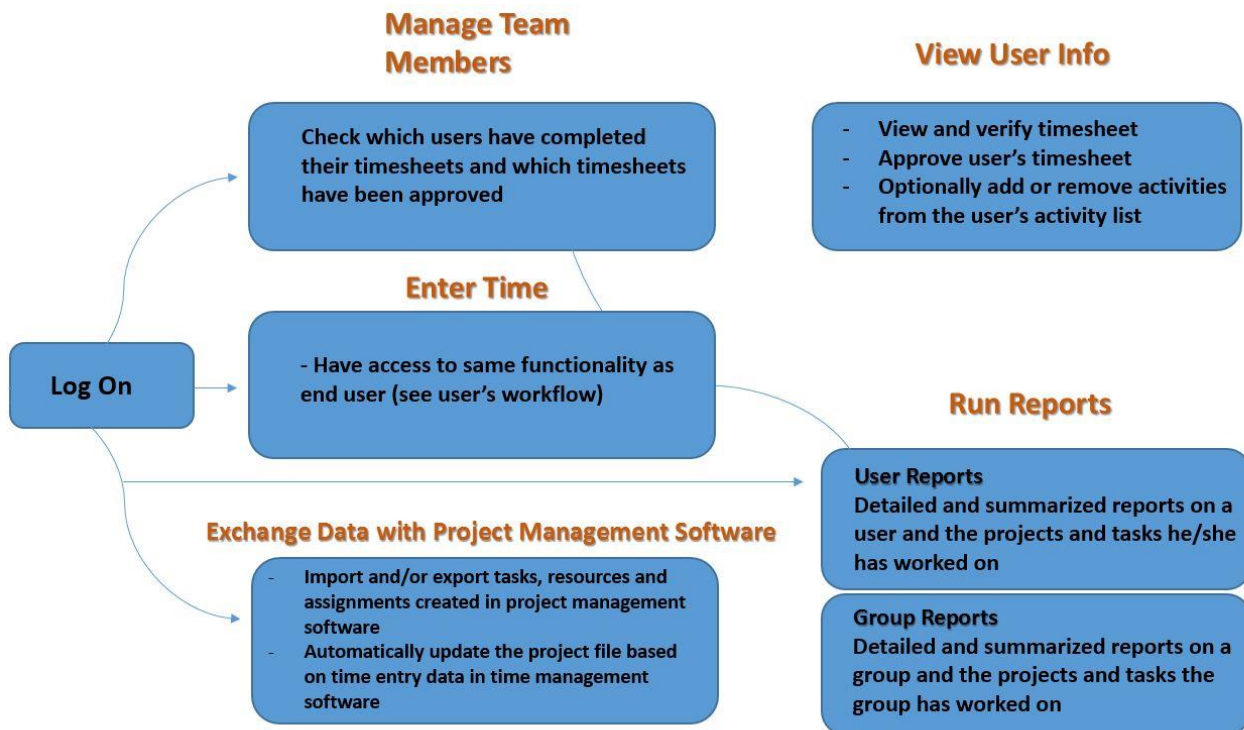 Manage Team
Members
Check which users have completed
their timesheets and which timesheets
have been approved
View User Info
- View and verify timesheet
- Approve user's timesheet
- Optionally add or remove activities
from the user's activity list
Log On
Enter Time
- Have access to same functionality as
end user (see user's workflow)
Exchange Data with Project Management Software
- Import and/or export tasks, resources and
assignments created in project management
software
- Automatically update the project file based
on time entry data in time management
software
Run Reports
User Reports
Detailed and summarized reports on a
user and the projects and tasks he/she
has worked on
Group Reports
Detailed and summarized reports on a
group and the projects and tasks the
group has worked on